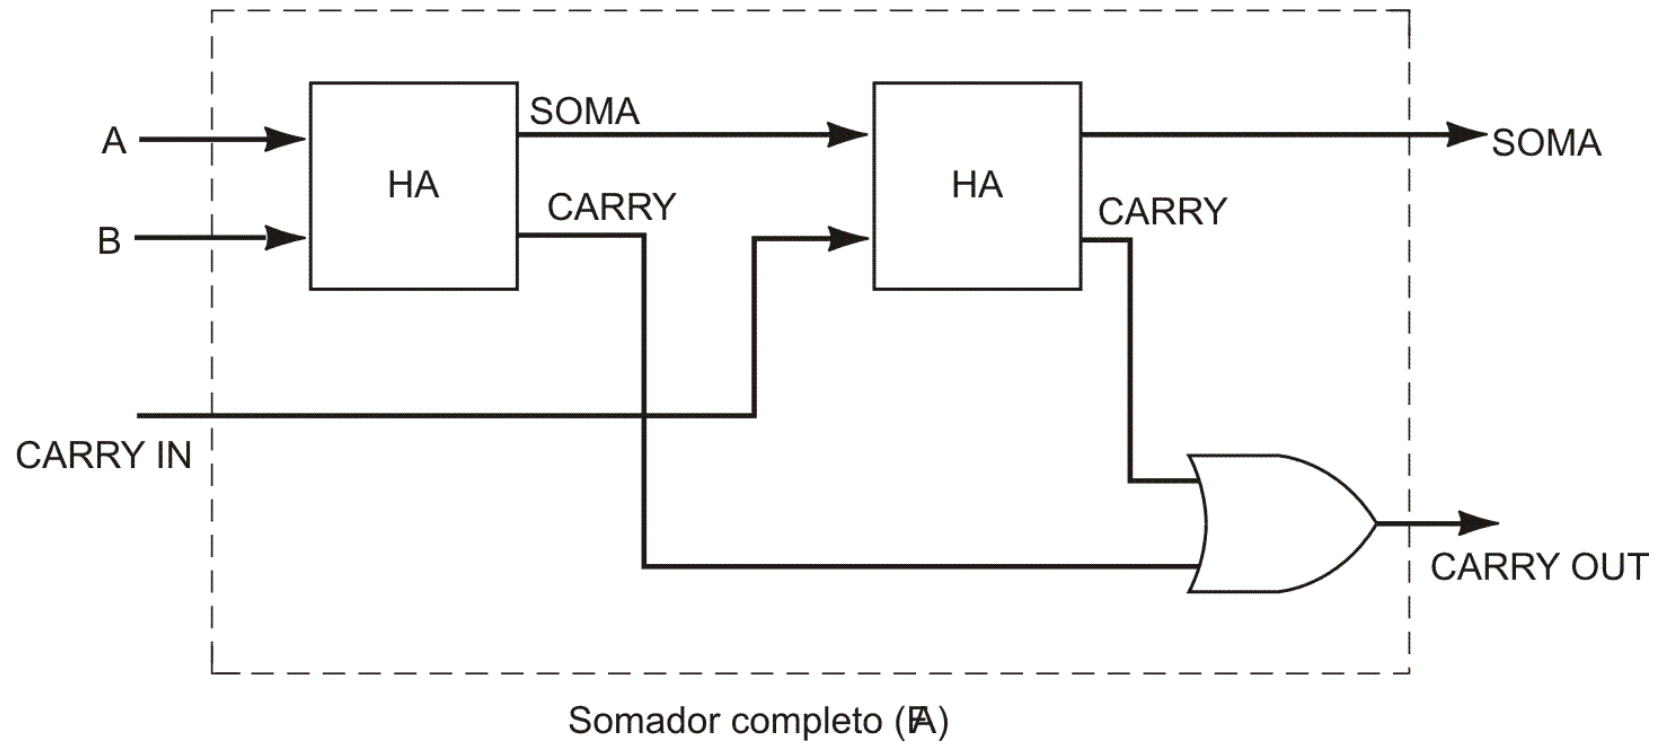 SOMA
SOMA
A
HA
HA
CARRY
CARRY
B
CARRY IN
CARRY OUT
Somador completo (FA)